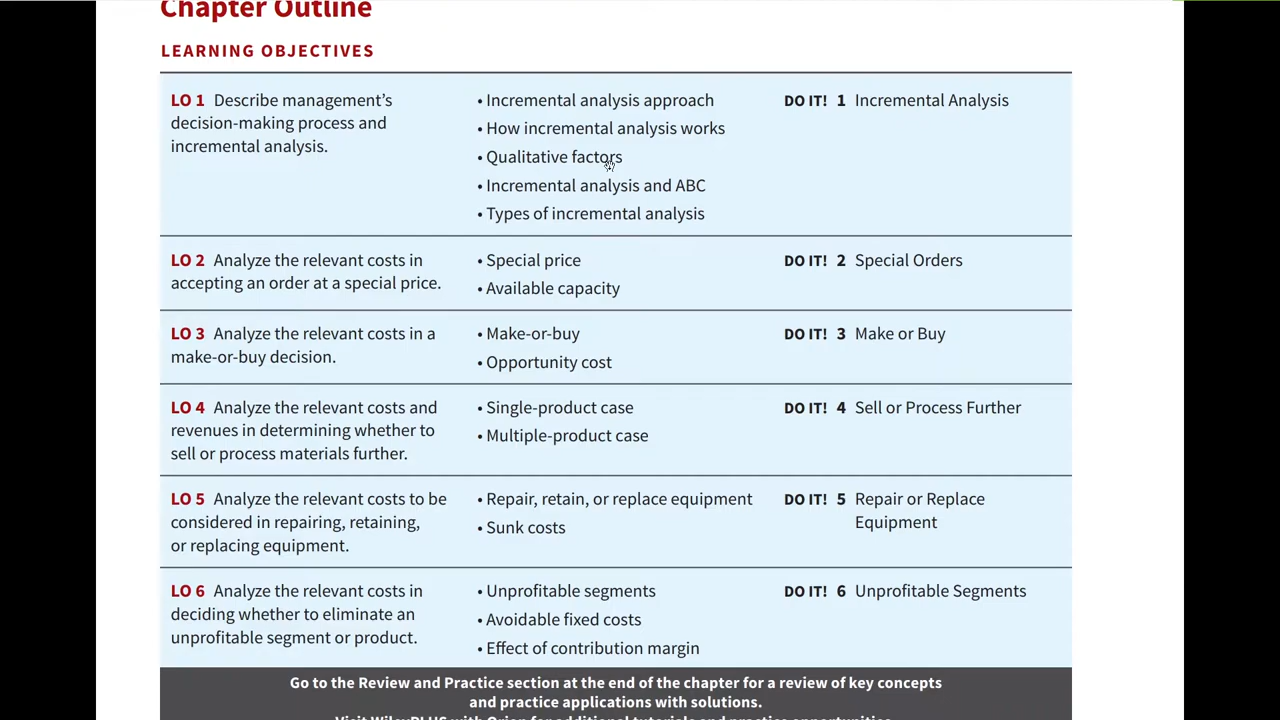 Chapter Outline
LEARNING OBJECTIVES
LO 1 Describe management’s
decision-making process and
incremental analysis.
• Incremental analysis approach
• How incremental analysis works
• Qualitative factors
• Incremental analysis and ABC
• Types of incremental analysis
DO IT! 1 Incremental Analysis
LO 2 Analyze the relevant costs in
accepting an order at a special price.
• Special price
• Available capacity
DO IT! 2 Special Orders
LO 3 Analyze the relevant costs in a
make-or-buy decision.
• Make-or-buy
• Opportunity cost
DO IT! 3 Make or Buy
LO 4 Analyze the relevant costs and
revenues in determining whether to
sell or process materials further.
• Single-product case
• Multiple-product case
DO IT! 4 Sell or Process Further
LO 5 Analyze the relevant costs to be
considered in repairing, retaining,
or replacing equipment.
• Repair, retain, or replace equipment
• Sunk costs
DO IT! 5 Repair or Replace
Equipment
LO 6 Analyze the relevant costs in
deciding whether to eliminate an
unprofitable segment or product.
• Unprofitable segments
• Avoidable fixed costs
• Effect of contribution margin
DO IT! 6 Unprofitable Segments
Go to the Review and Practice section at the end of the chapter for a review of key concepts
and practice applications with solutions.
Visit WileyPLUS with Orion for additional tutorials and practice opportunities.